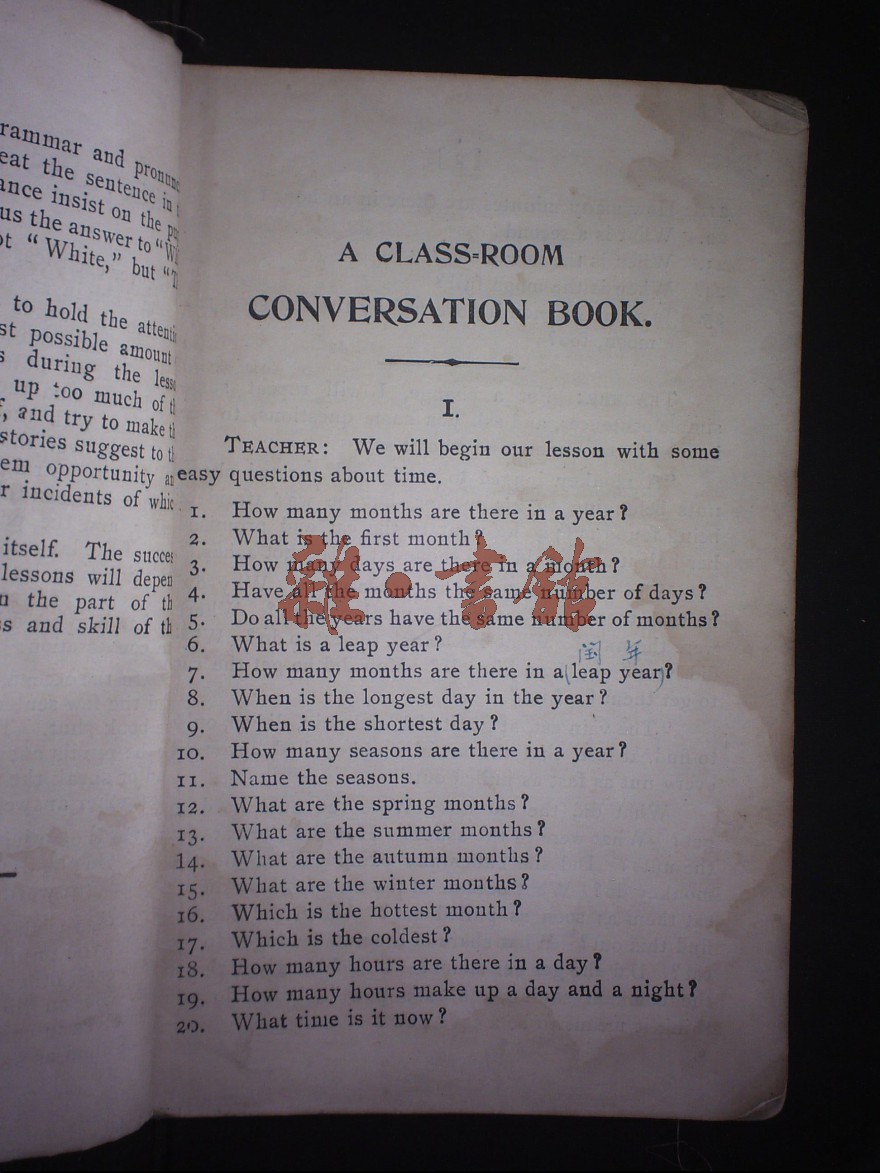 rammar and
eat the sentence in
ance insist on the
us the answer to
"White," but
to hold the
st possible amount
s during the
up too much of
, and try to make
stories suggest to
em opportunity
r incidents of
itself. The
lessons will
n the part of
ss and skill of
A CLASS-ROOM
CONVERSATION BOOK.
I.
TEACHER: We will begin our lesson with some
easy questions about time.
1. How many months are there in a year?
2. What is the first month?
3. How many days are there in a month?
4. Have all the months the same number of days?
5. Do all the years have the same number of months?
6. What is a leap year?
闰年
7. How many months are there in a (leap year)?
8. When is the longest day in the year?
9. When is the shortest day?
10. How many seasons are there in a year?
11. Name the seasons.
12. What are the spring months?
13. What are the summer months?
14. What are the autumn months?
15. What are the winter months?
16. Which is the hottest month?
17. Which is the coldest?
18. How many hours are there in a day?
19. How many hours make up a day and a night?
20. What time is it now?
雜·書館